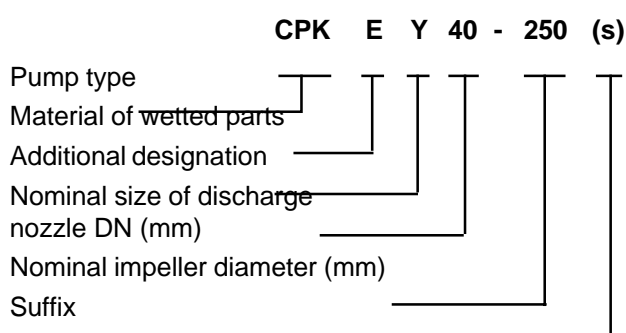 CPK E Y 40 - 250 (s)
Pump type
Material of wetted parts
Additional designation
Nominal size of discharge
nozzle DN (mm)
Nominal impeller diameter (mm)
Suffix